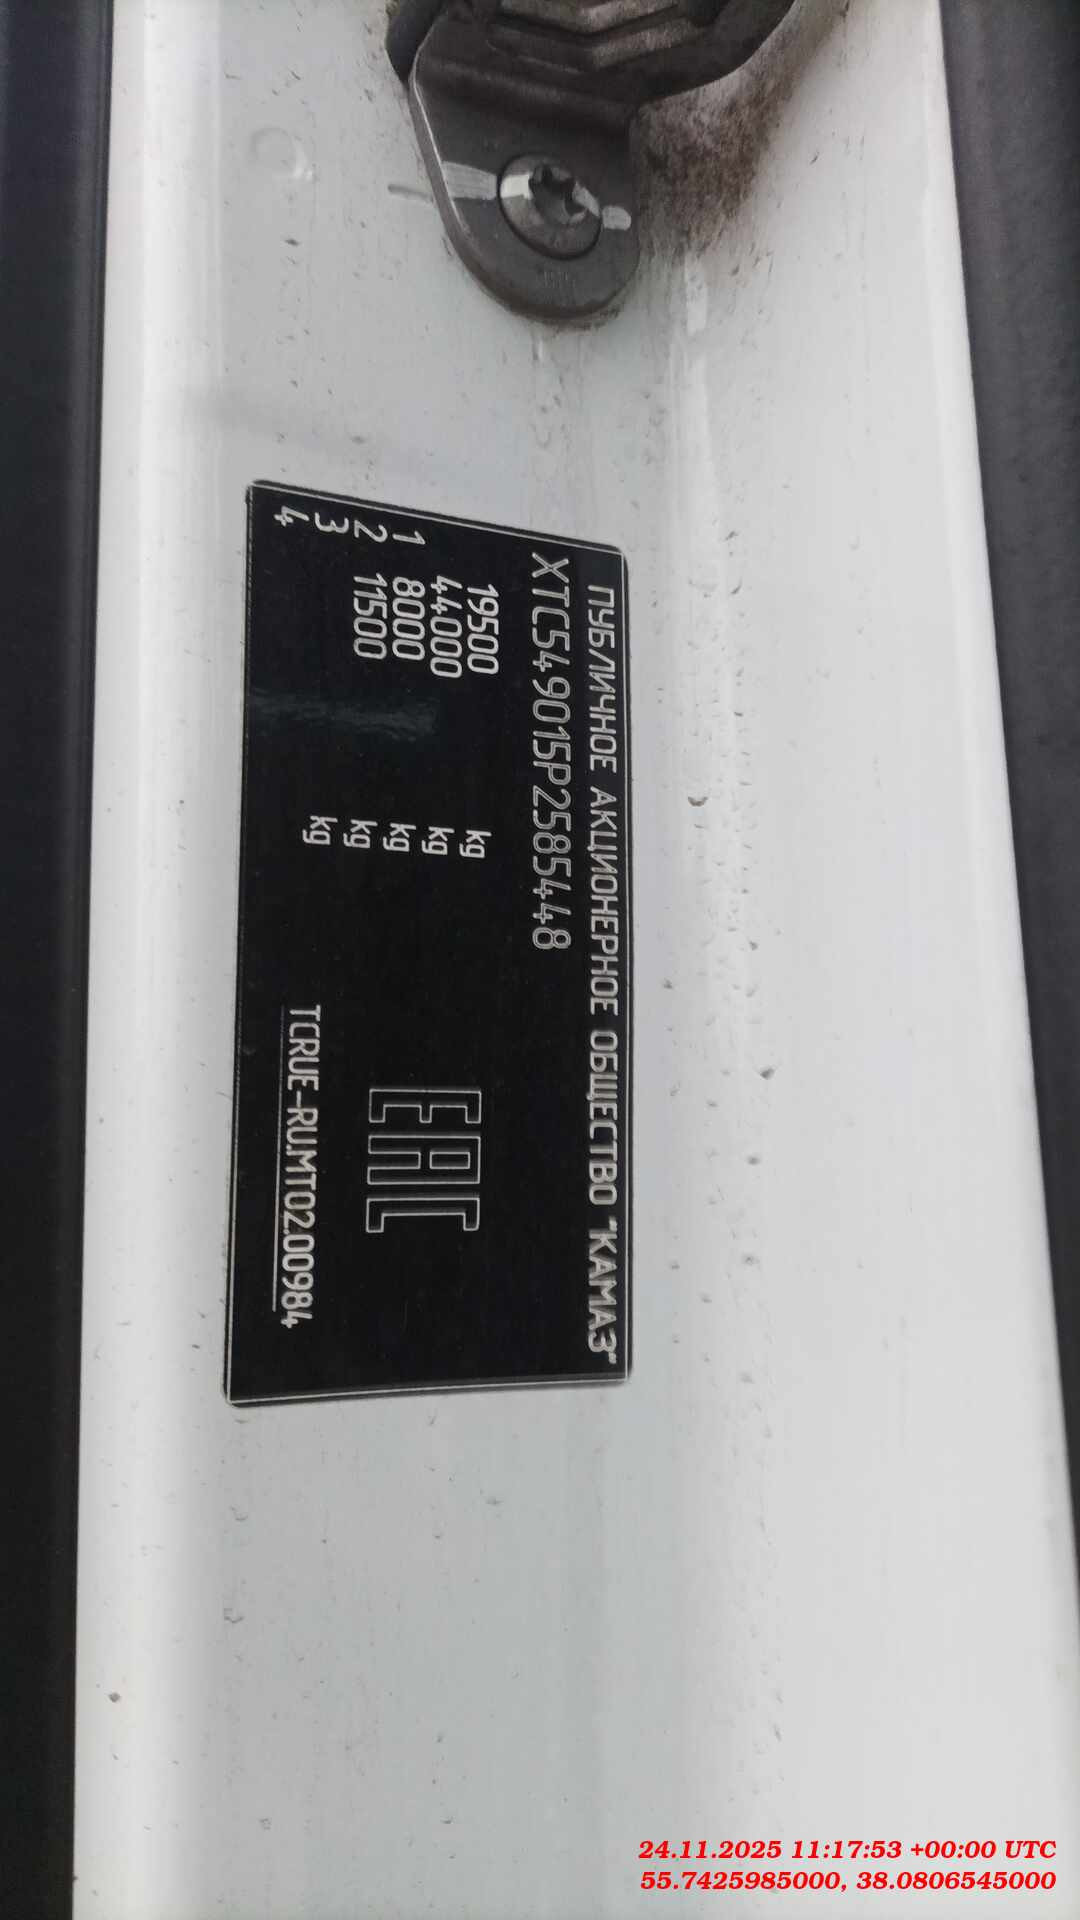 ПУБЛИЧНОЕ АКЦИОНЕРНОЕ ОБЩЕСТВО "КАМАЗ"
XTC549015P2585448
19500 kg
44000 kg
1 8000 kg
2 11500 kg
3 kg
4
EAC
TCRUE-RU.MT02.00984
24.11.2025 11:17:53 +00:00 UTC
55.7425985000, 38.0806545000